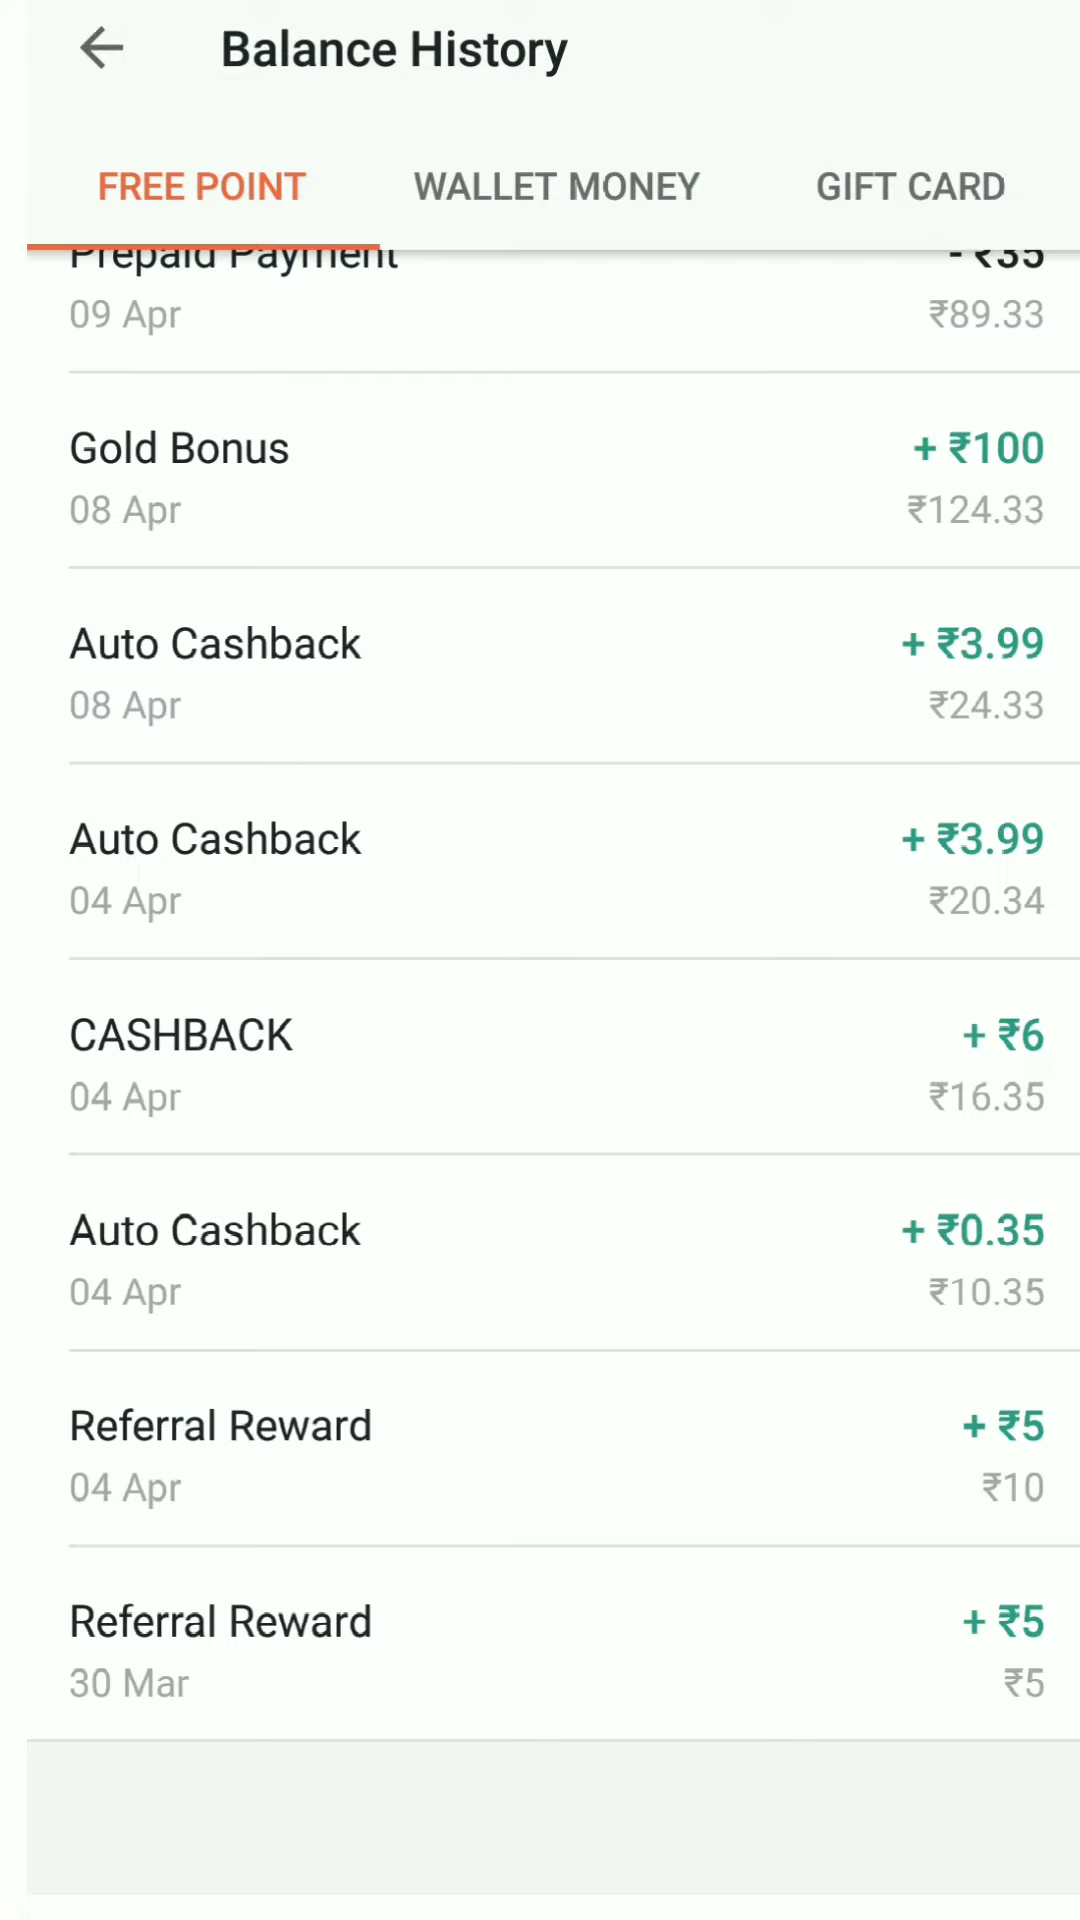 Balance History
FREE POINT WALLET MONEY GIFT CARD
Prepaid Payment - ₹35
09 Apr ₹89.33
Gold Bonus + ₹100
08 Apr ₹124.33
Auto Cashback + ₹3.99
08 Apr ₹24.33
Auto Cashback + ₹3.99
04 Apr ₹20.34
CASHBACK + ₹6
04 Apr ₹16.35
Auto Cashback + ₹0.35
04 Apr ₹10.35
Referral Reward + ₹5
04 Apr ₹10
Referral Reward + ₹5
30 Mar ₹5